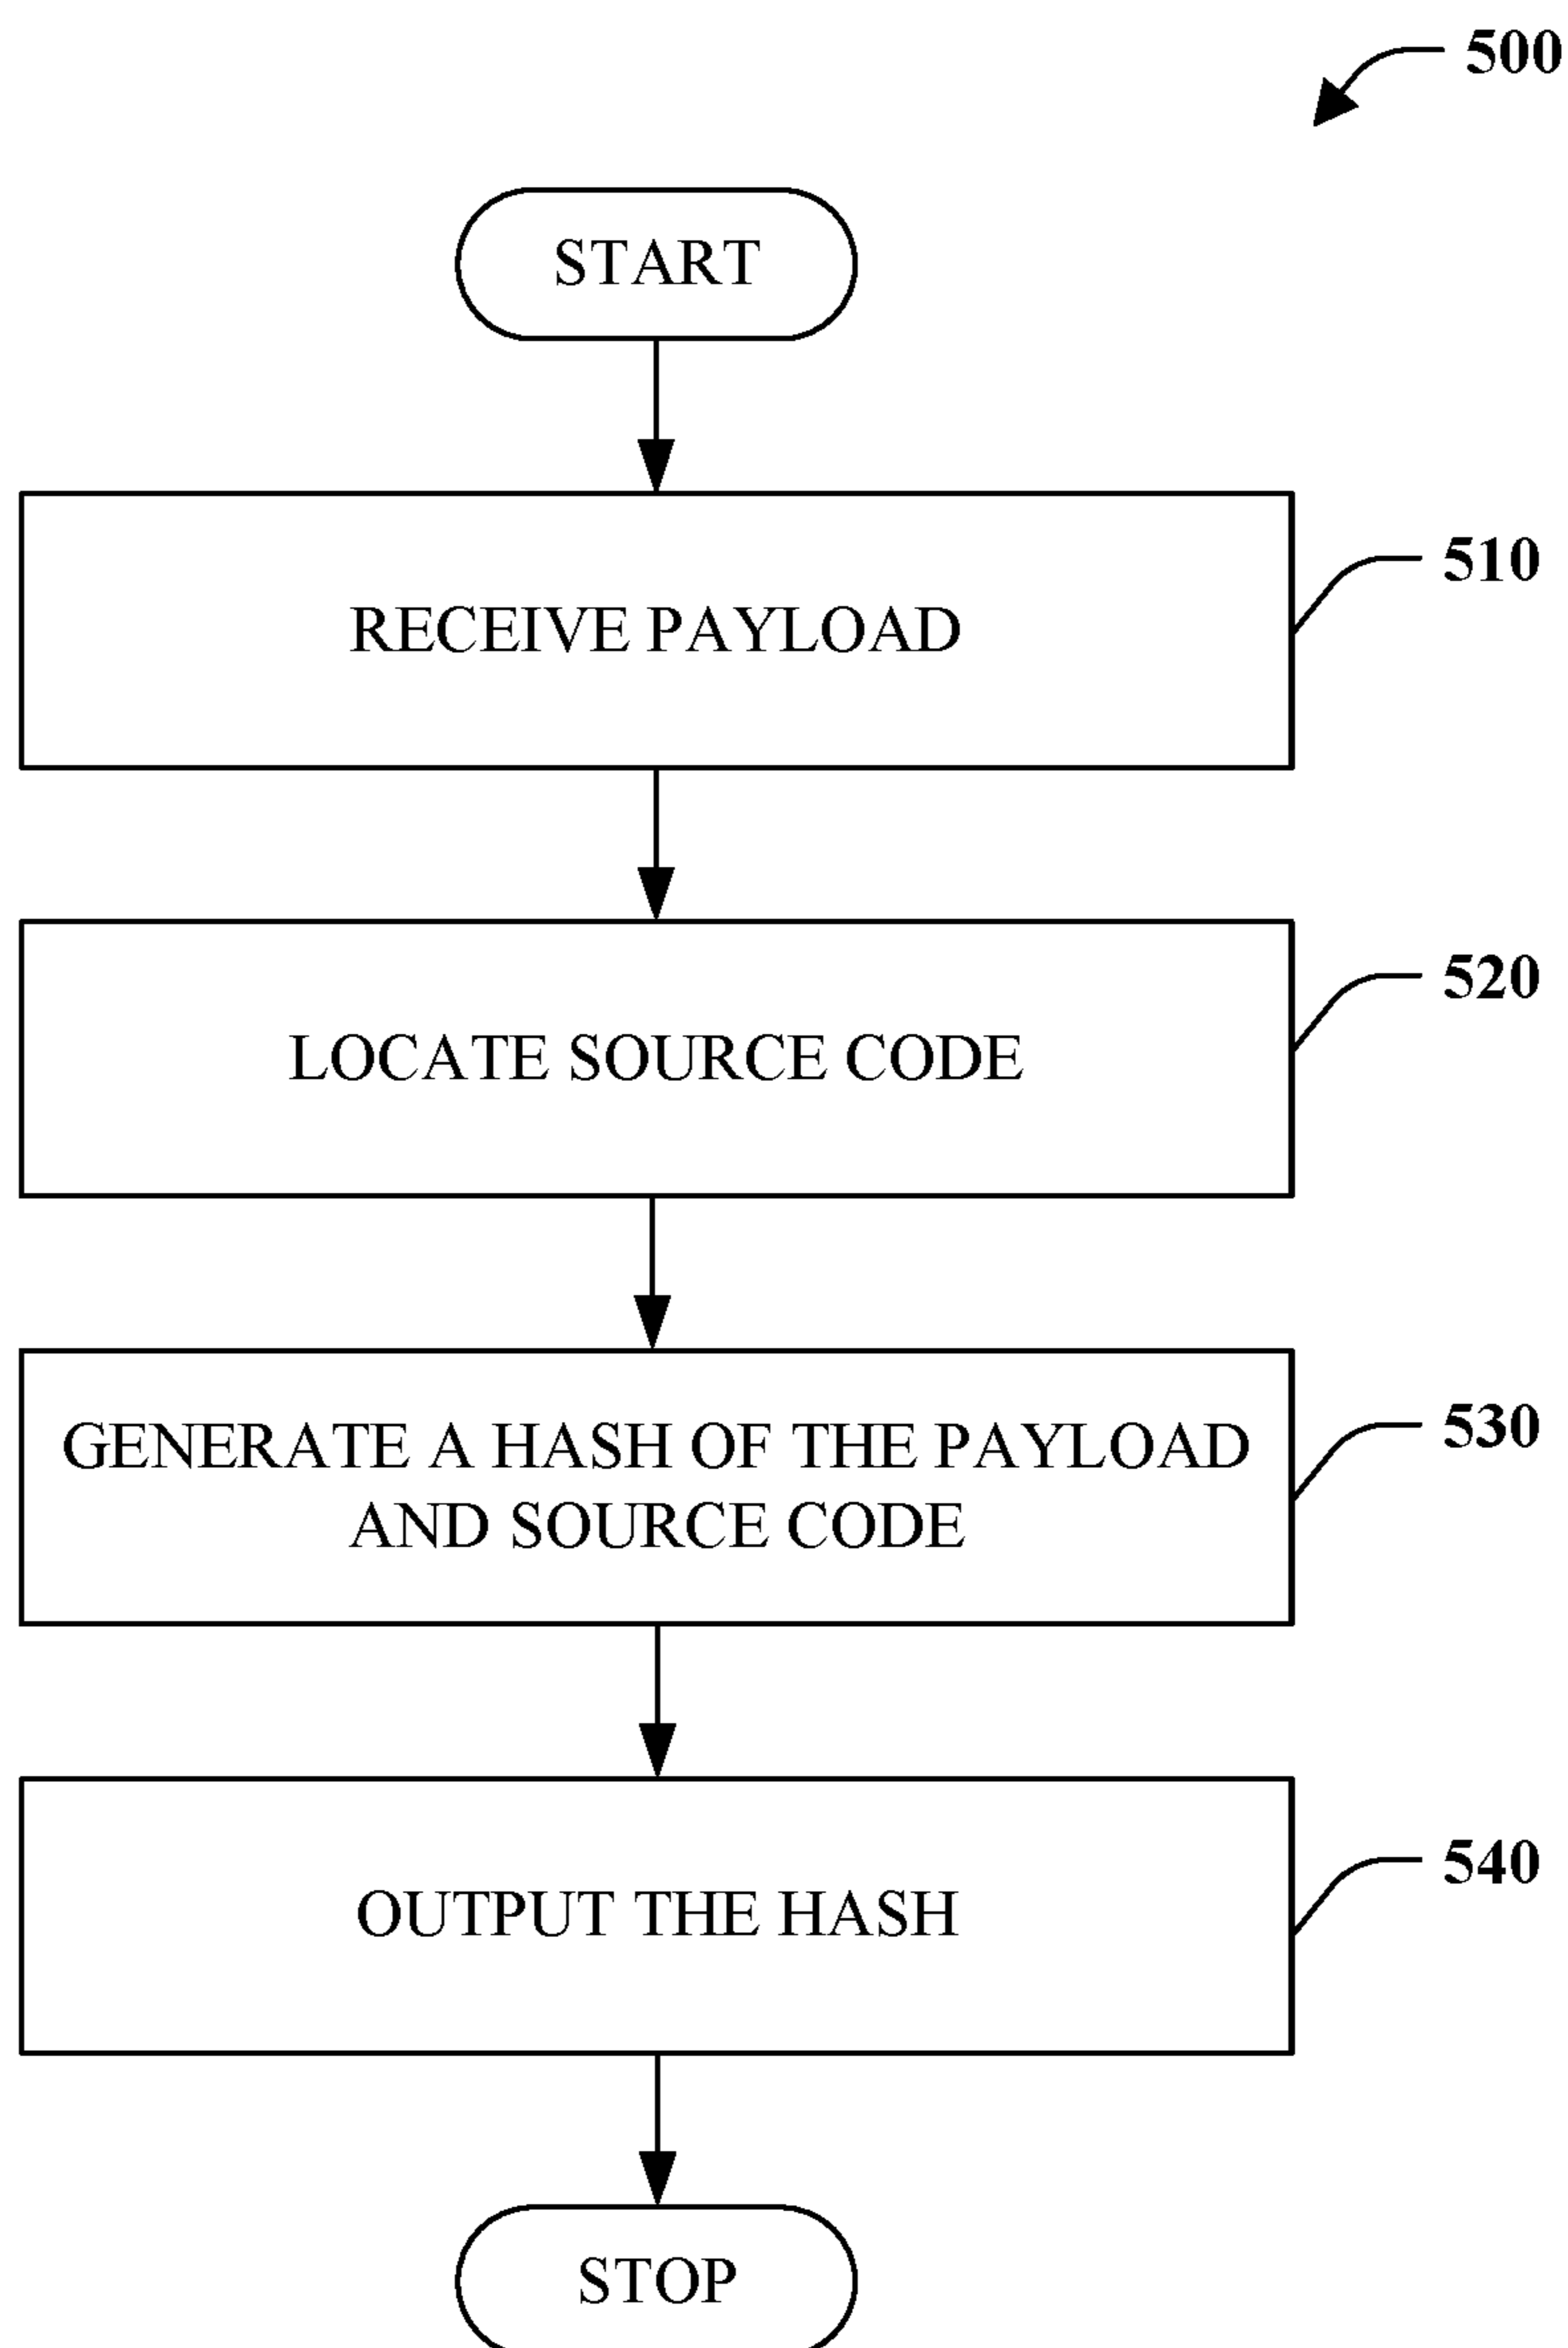 500
START
RECEIVE PAYLOAD
510
LOCATE SOURCE CODE
520
GENERATE A HASH OF THE PAYLOAD
AND SOURCE CODE
530
OUTPUT THE HASH
540
STOP